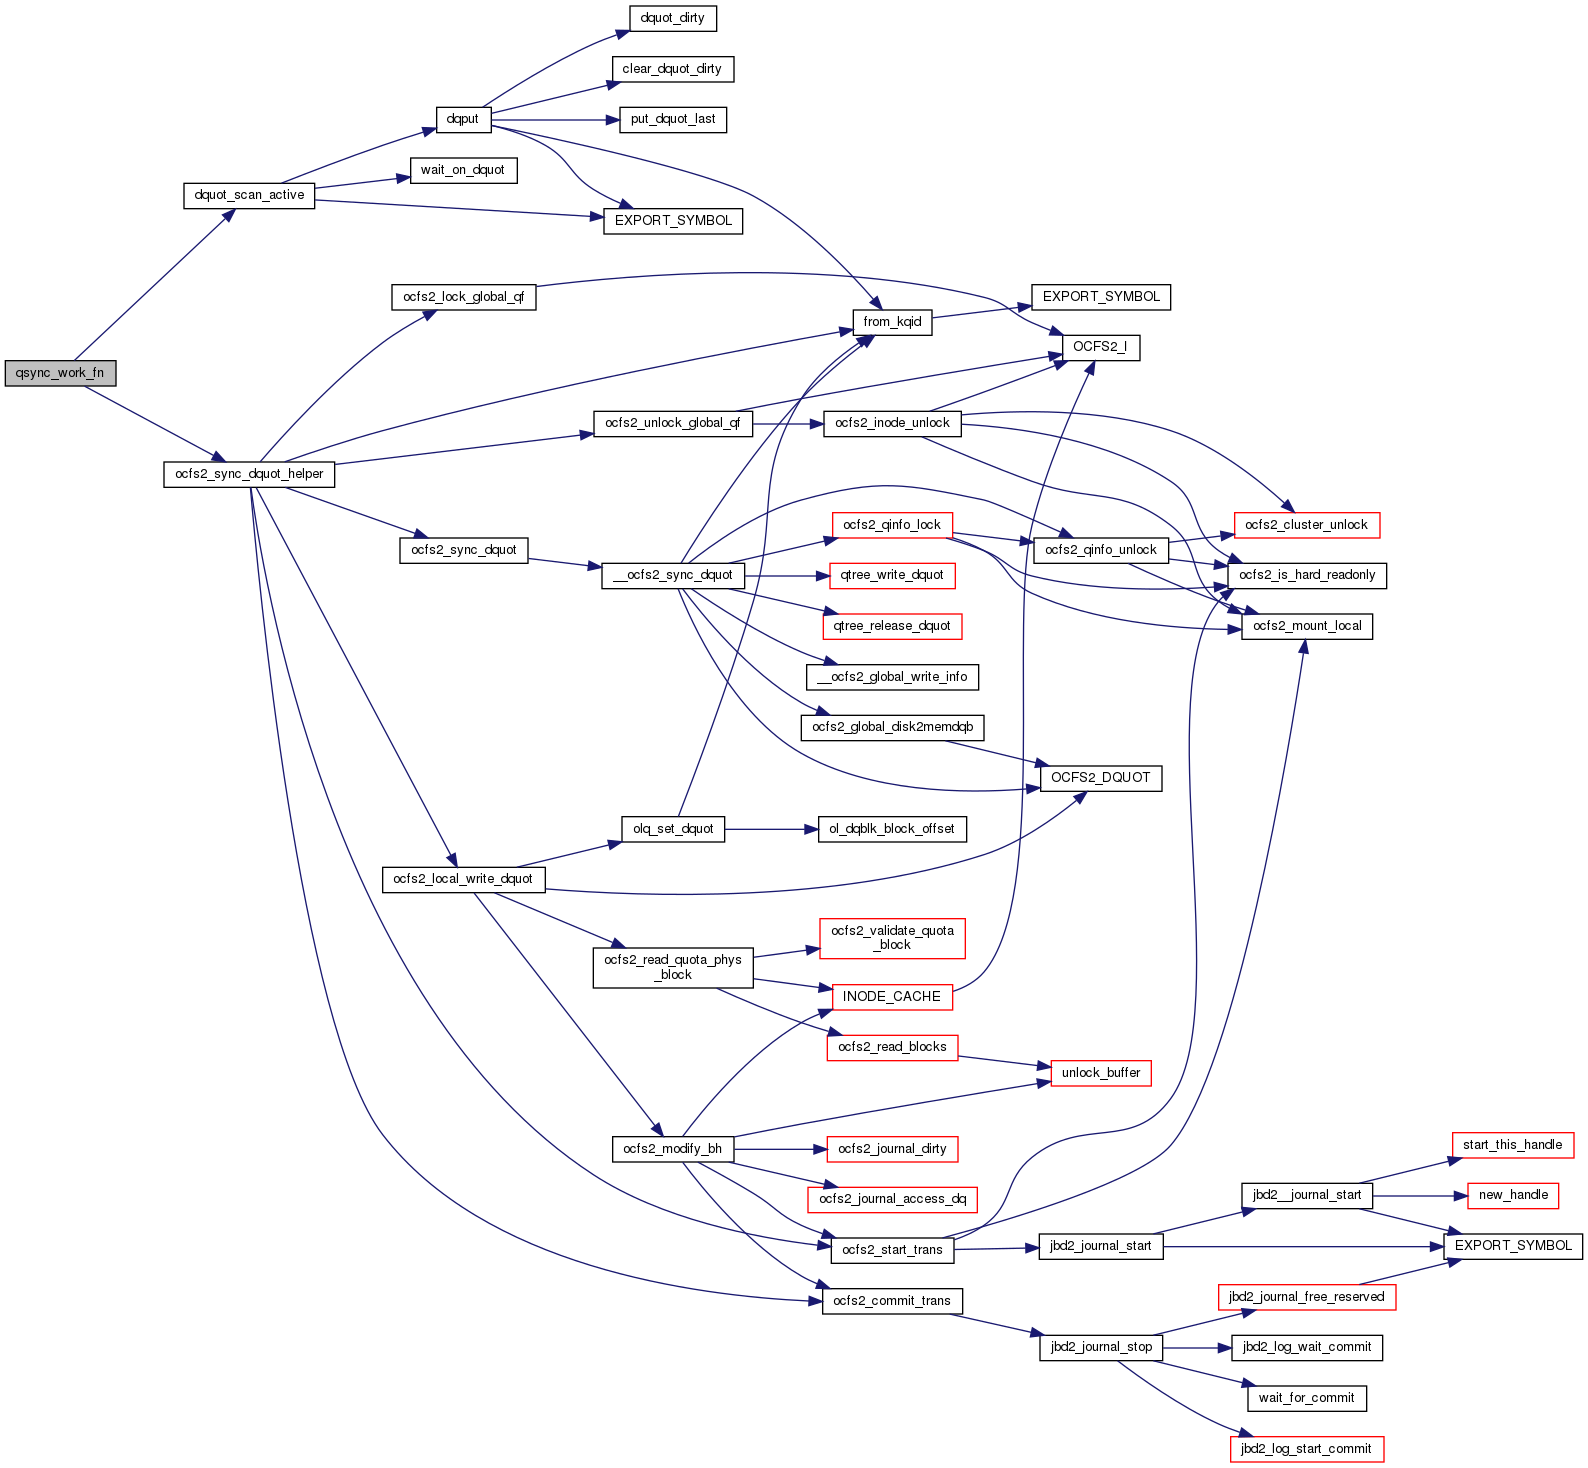 dquot_dirty
clear_dquot_dirty
dqput
put_dquot_last
wait_on_dquot
dquot_scan_active
EXPORT_SYMBOL
ocfs2_lock_global_qf
EXPORT_SYMBOL
from_kqid
OCFS2_I
qsync_work_fn
ocfs2_unlock_global_qf
ocfs2_inode_unlock
ocfs2_sync_dquot_helper
ocfs2_qinfo_lock
ocfs2_cluster_unlock
ocfs2_sync_dquot
ocfs2_qinfo_unlock
__ocfs2_sync_dquot
qtree_write_dquot
ocfs2_is_hard_readonly
qtree_release_dquot
ocfs2_mount_local
__ocfs2_global_write_info
ocfs2_global_disk2memdqb
OCFS2_DQUOT
olq_set_dquot
ol_dqblk_block_offset
ocfs2_local_write_dquot
ocfs2_validate_quota
_block
ocfs2_read_quota_phys
_block
INODE_CACHE
ocfs2_read_blocks
unlock_buffer
ocfs2_modify_bh
ocfs2_journal_dirty
start_this_handle
ocfs2_journal_access_dq
jbd2__journal_start
new_handle
ocfs2_start_trans
jbd2_journal_start
EXPORT_SYMBOL
ocfs2_commit_trans
jbd2_journal_free_reserved
jbd2_journal_stop
jbd2_log_wait_commit
wait_for_commit
jbd2_log_start_commit